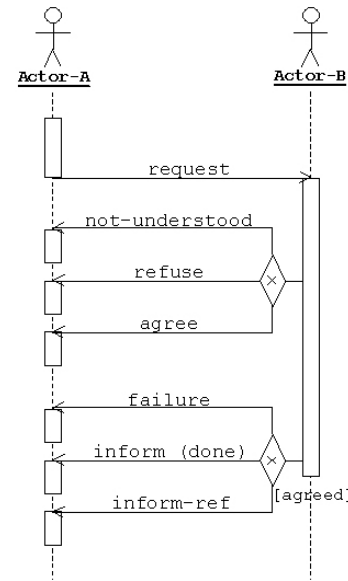 Actor-A
Actor-B
request
not-understood
refuse
agree
failure
inform (done)
[agreed]
inform-ref